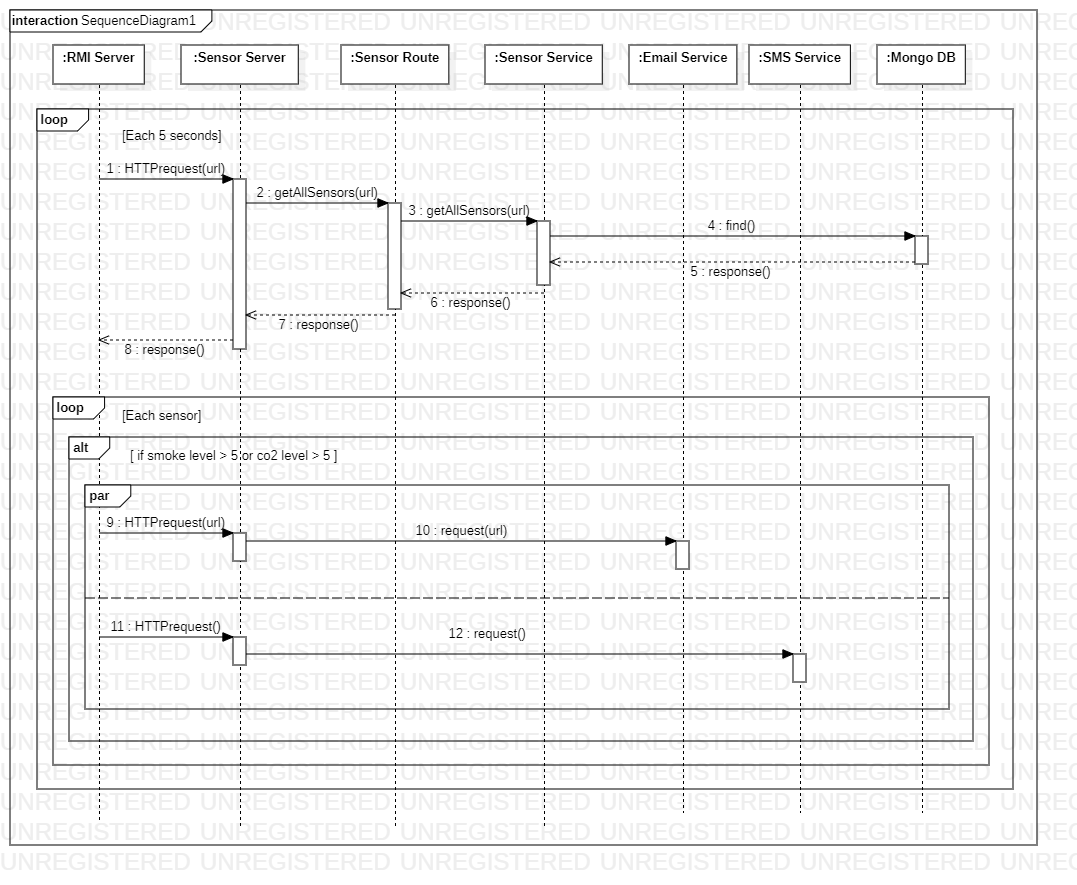 interaction SequenceDiagram1
:RMI Server
:Sensor Server
:Sensor Route
:Sensor Service
:Email Service
:SMS Service
:Mongo DB
loop
[Each 5 seconds]
1 : HTTPrequest(url)
2 : getAllSensors(url)
3 : getAllSensors(url)
4 : find()
5 : response()
6 : response()
7 : response()
8 : response()
loop
[Each sensor]
alt
[ if smoke level > 5 or co2 level > 5 ]
par
9 : HTTPrequest(url)
10 : request(url)
11 : HTTPrequest()
12 : request()
UNREGISTERED